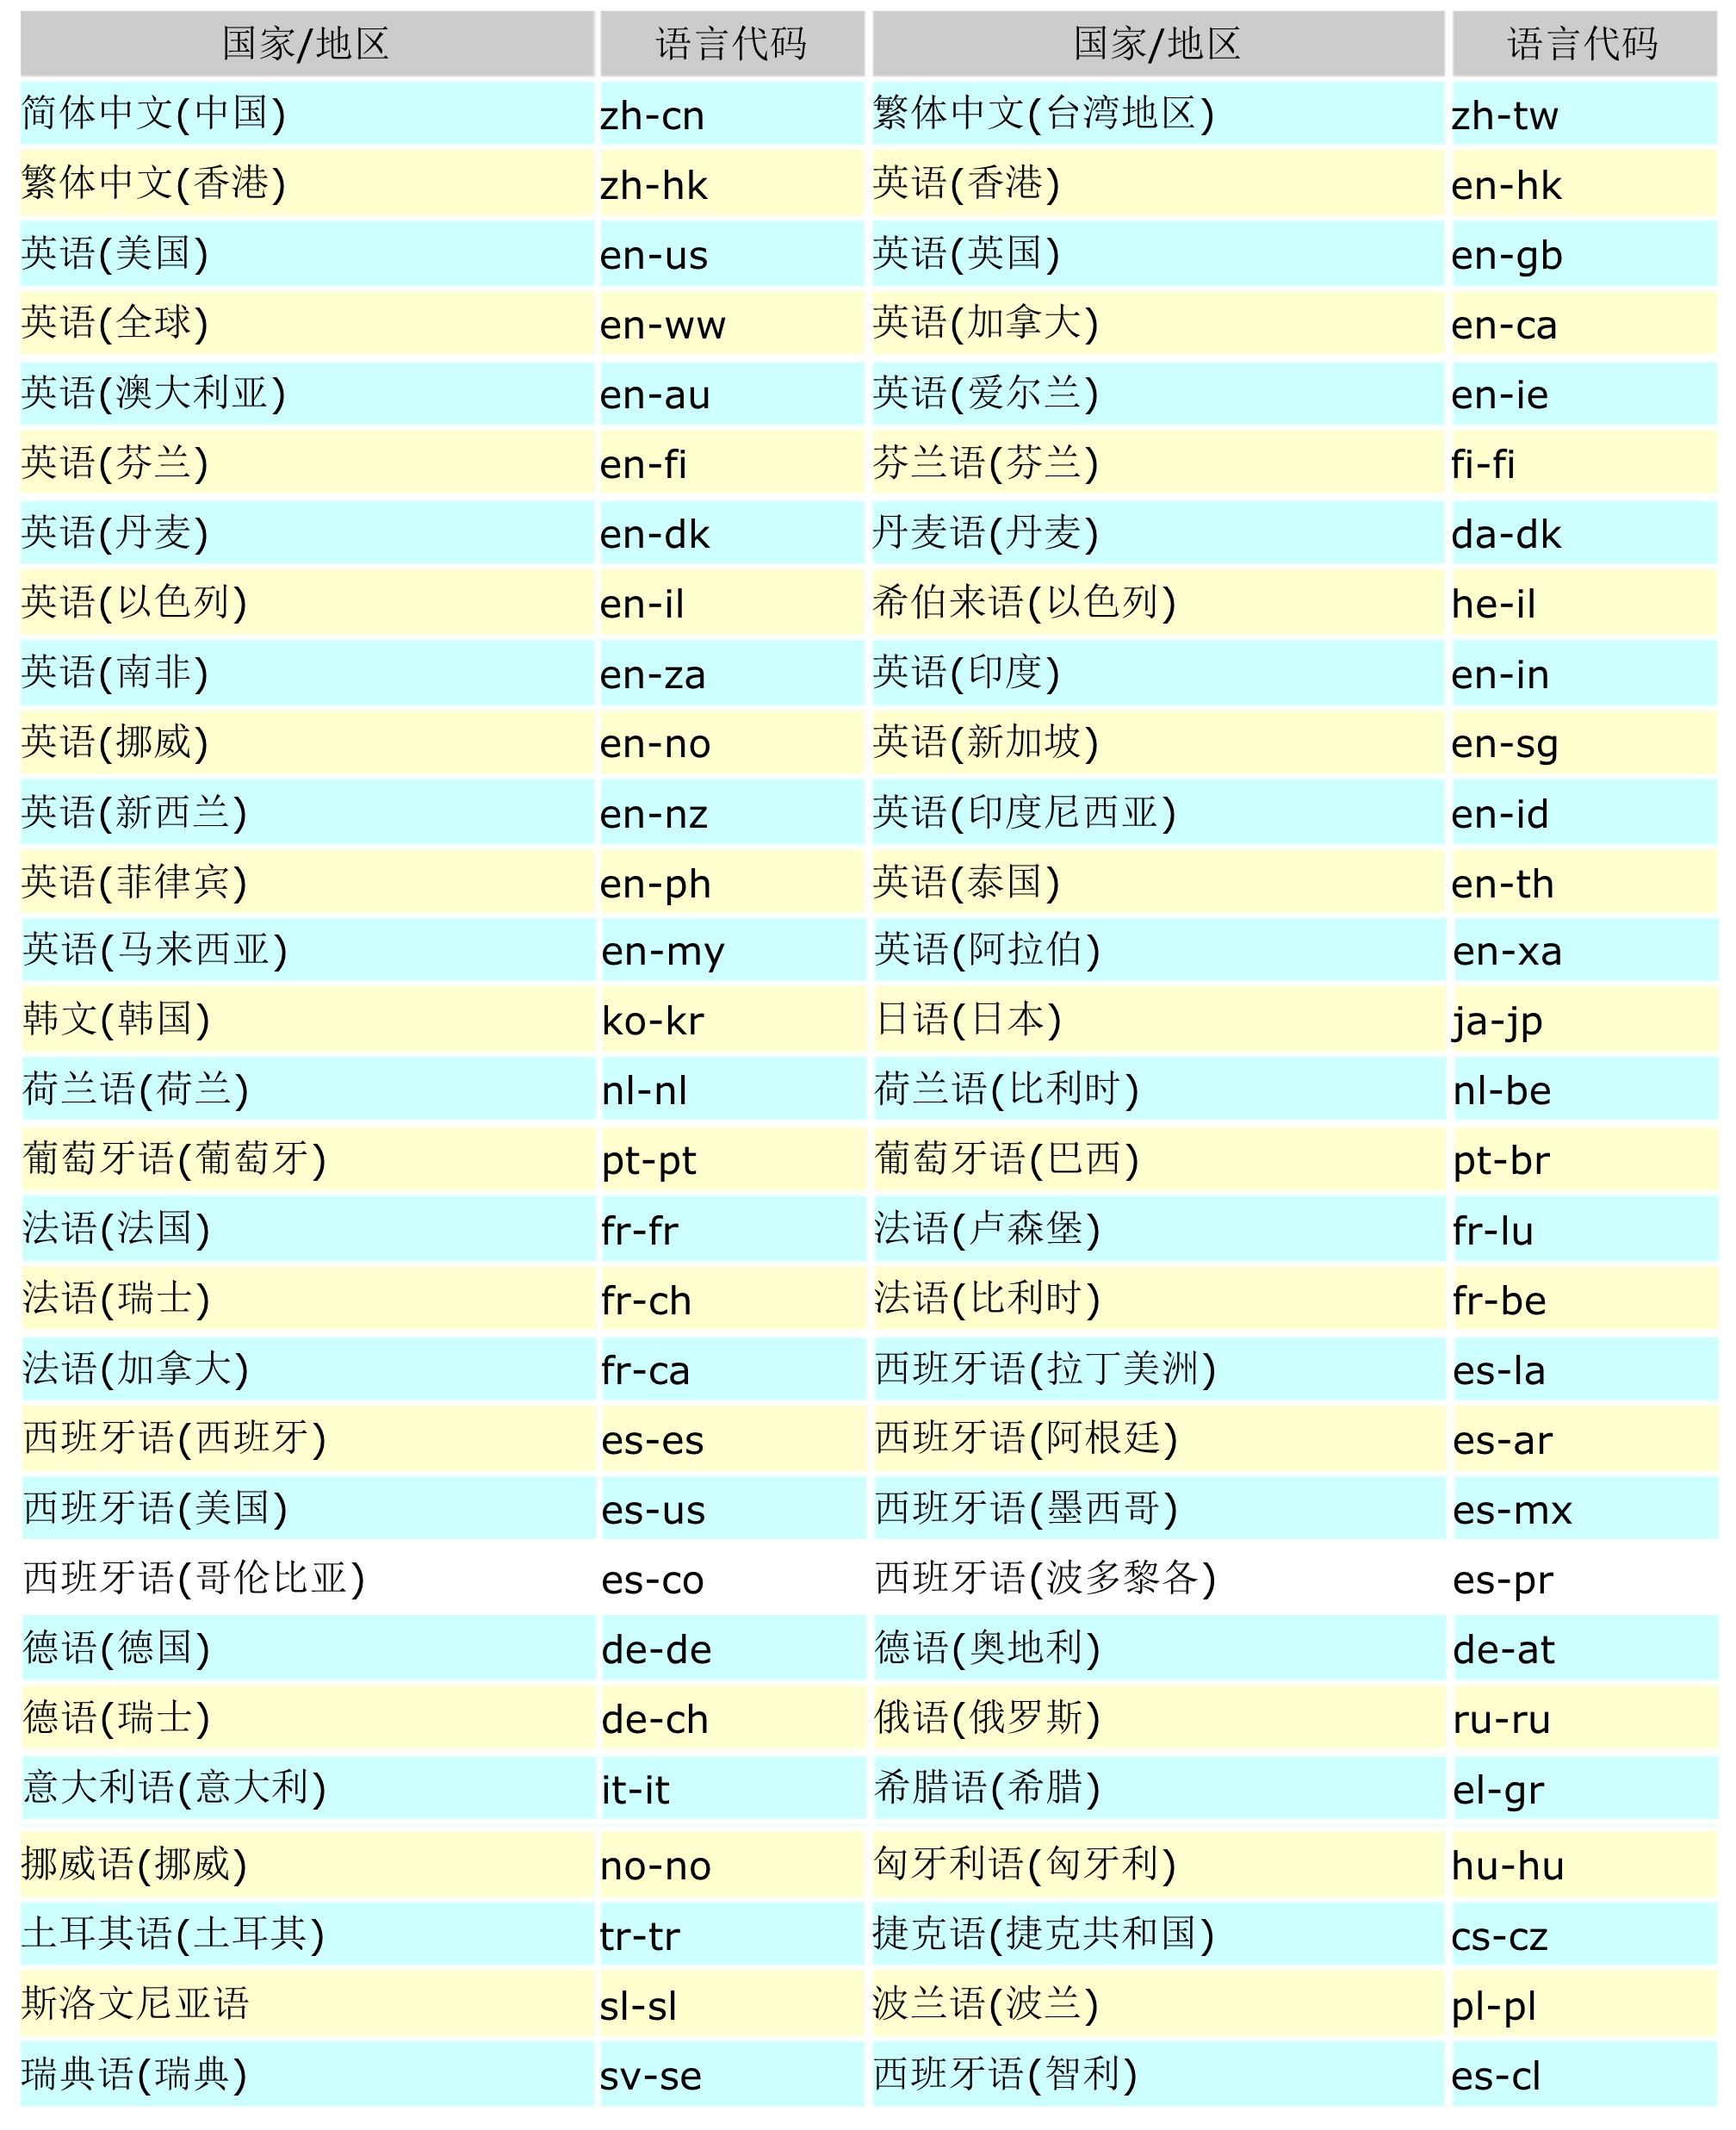 国家/地区 语言代码 国家/地区 语言代码
简体中文(中国) zh-cn 繁体中文(台湾地区) zh-tw
繁体中文(香港) zh-hk 英语(香港) en-hk
英语(美国) en-us 英语(英国) en-gb
英语(全球) en-ww 英语(加拿大) en-ca
英语(澳大利亚) en-au 英语(爱尔兰) en-ie
英语(芬兰) en-fi 芬兰语(芬兰) fi-fi
英语(丹麦) en-dk 丹麦语(丹麦) da-dk
英语(以色列) en-il 希伯来语(以色列) he-il
英语(南非) en-za 英语(印度) en-in
英语(挪威) en-no 英语(新加坡) en-sg
英语(新西兰) en-nz 英语(印度尼西亚) en-id
英语(菲律宾) en-ph 英语(泰国) en-th
英语(马来西亚) en-my 英语(阿拉伯) en-xa
韩文(韩国) ko-kr 日语(日本) ja-jp
荷兰语(荷兰) nl-nl 荷兰语(比利时) nl-be
葡萄牙语(葡萄牙) pt-pt 葡萄牙语(巴西) pt-br
法语(法国) fr-fr 法语(卢森堡) fr-lu
法语(瑞士) fr-ch 法语(比利时) fr-be
法语(加拿大) fr-ca 西班牙语(拉丁美洲) es-la
西班牙语(西班牙) es-es 西班牙语(阿根廷) es-ar
西班牙语(美国) es-us 西班牙语(墨西哥) es-mx
西班牙语(哥伦比亚) es-co 西班牙语(波多黎各) es-pr
德语(德国) de-de 德语(奥地利) de-at
德语(瑞士) de-ch 俄语(俄罗斯) ru-ru
意大利语(意大利) it-it 希腊语(希腊) el-gr
挪威语(挪威) no-no 匈牙利语(匈牙利) hu-hu
土耳其语(土耳其) tr-tr 捷克语(捷克共和国) cs-cz
斯洛文尼亚语 sl-sl 波兰语(波兰) pl-pl
瑞典语(瑞典) sv-se 西班牙语(智利) es-cl